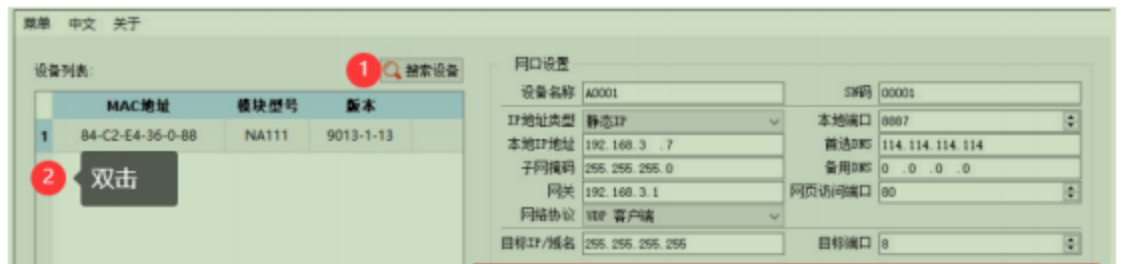 菜单 中文 关于
设备列表:
1 搜索设备
MAC地址 模块型号 版本
1 84-C2-E4-36-0-88 NA111 9013-1-13
2 双击
网口设置
设备名称 A0001 SN码 00001
IP地址类型 静态IP 本地端口 8887
本地IP地址 192.168.3 .7 首选DNS 114.114.114.114
子网掩码 255.255.255.0 备用DNS 0 .0 .0 .0
网关 192.168.3.1 网页访问端口 80
网络协议 UDP 客户端
目标IP/域名 255.255.255.255 目标端口 8